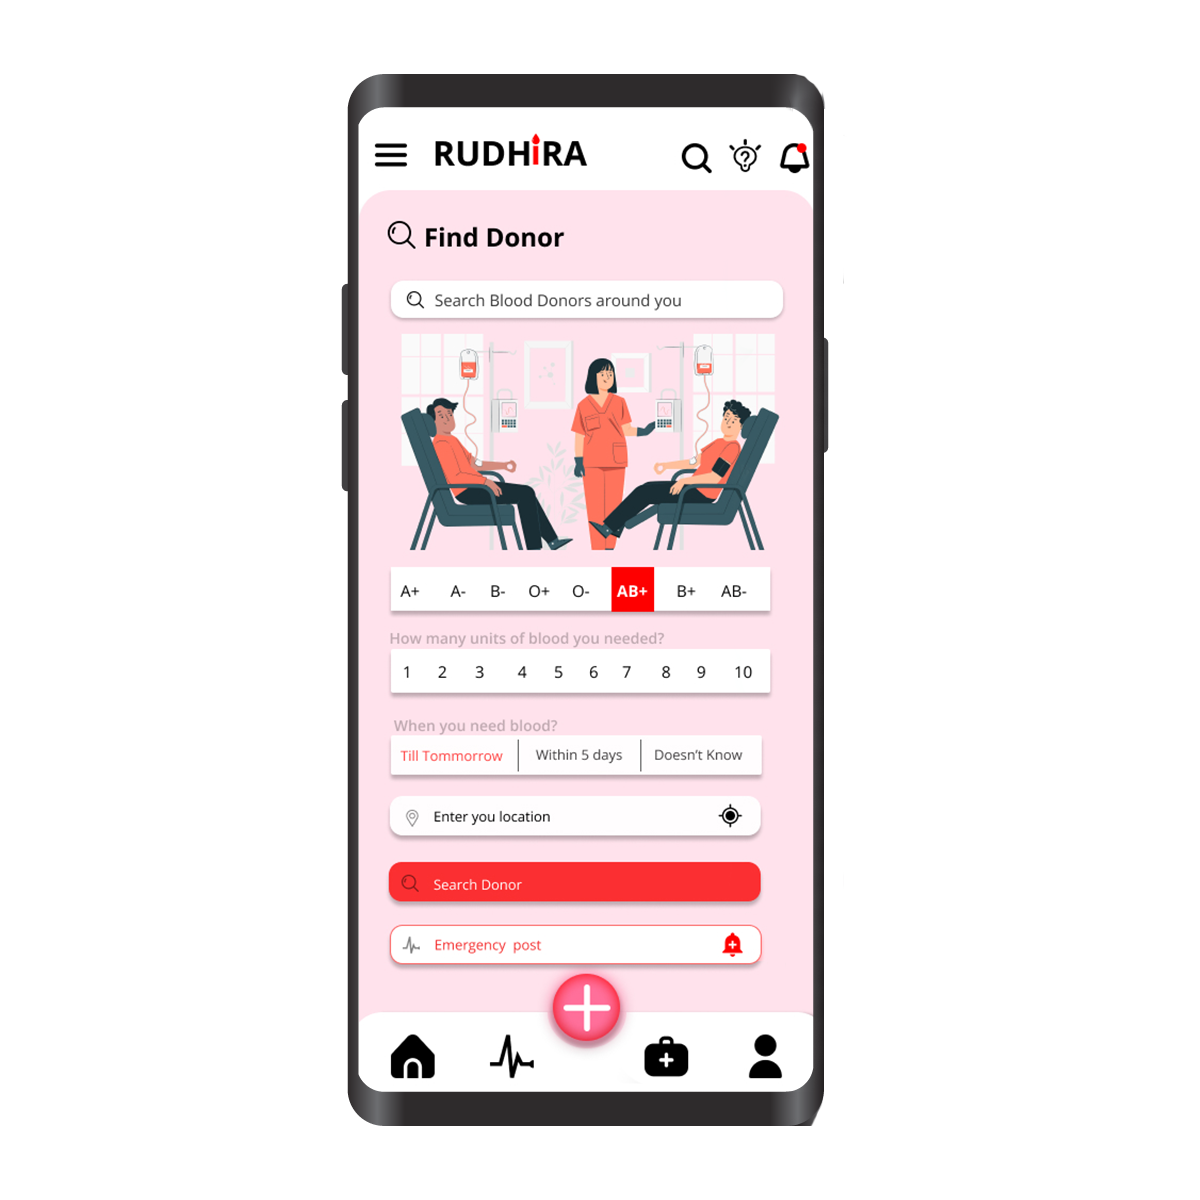 RUDHiRA
Find Donor
Search Blood Donors around you
A+ A- B- O+ O- AB+ B+ AB-
How many units of blood you needed?
1 2 3 4 5 6 7 8 9 10
When you need blood?
Till Tommorrow Within 5 days Doesn't Know
Enter you location
Search Donor
Emergency post